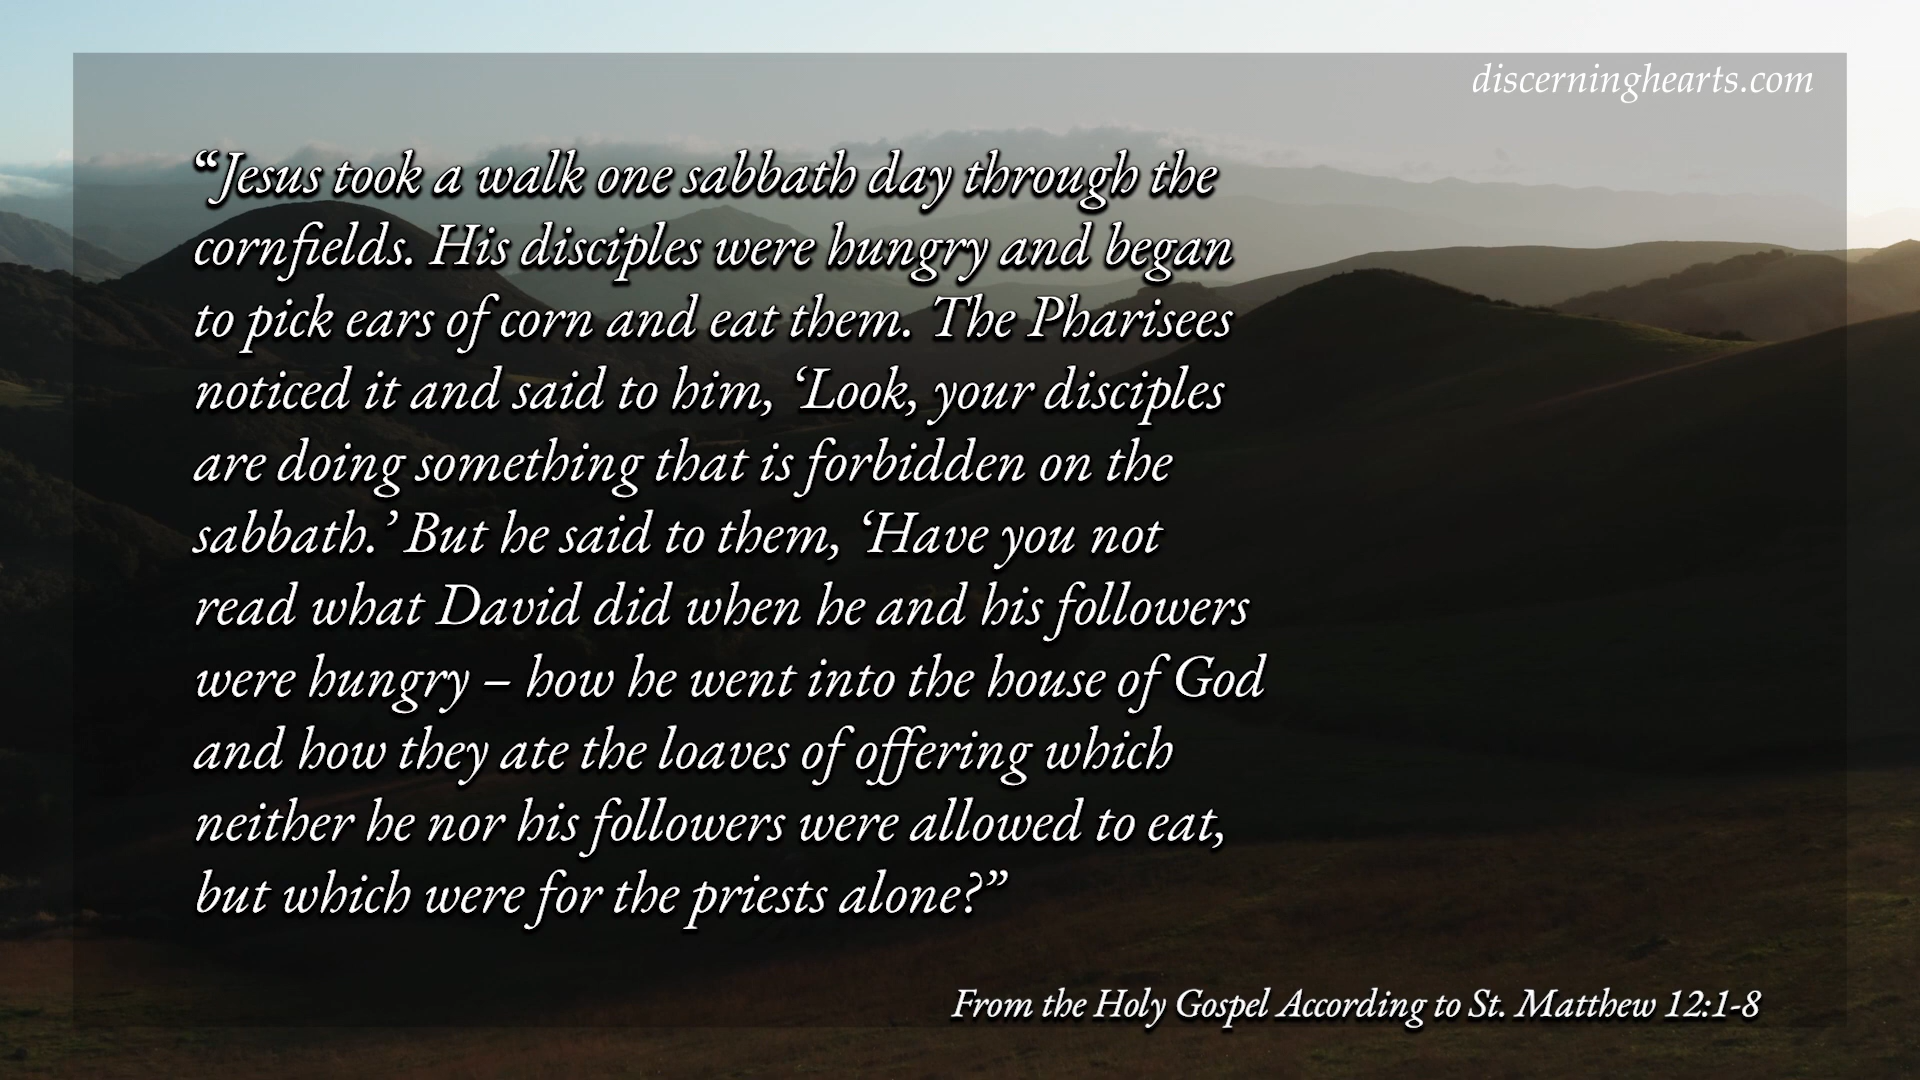 discerninghearts.com
“Jesus took a walk one sabbath day through the
cornfields. His disciples were hungry and began
to pick ears of corn and eat them. The Pharisees
noticed it and said to him, ‘Look, your disciples
are doing something that is forbidden on the
sabbath.’ But he said to them, ‘Have you not
read what David did when he and his followers
were hungry – how he went into the house of God
and how they ate the loaves of offering which
neither he nor his followers were allowed to eat,
but which were for the priests alone?”
From the Holy Gospel According to St. Matthew 12:1-8